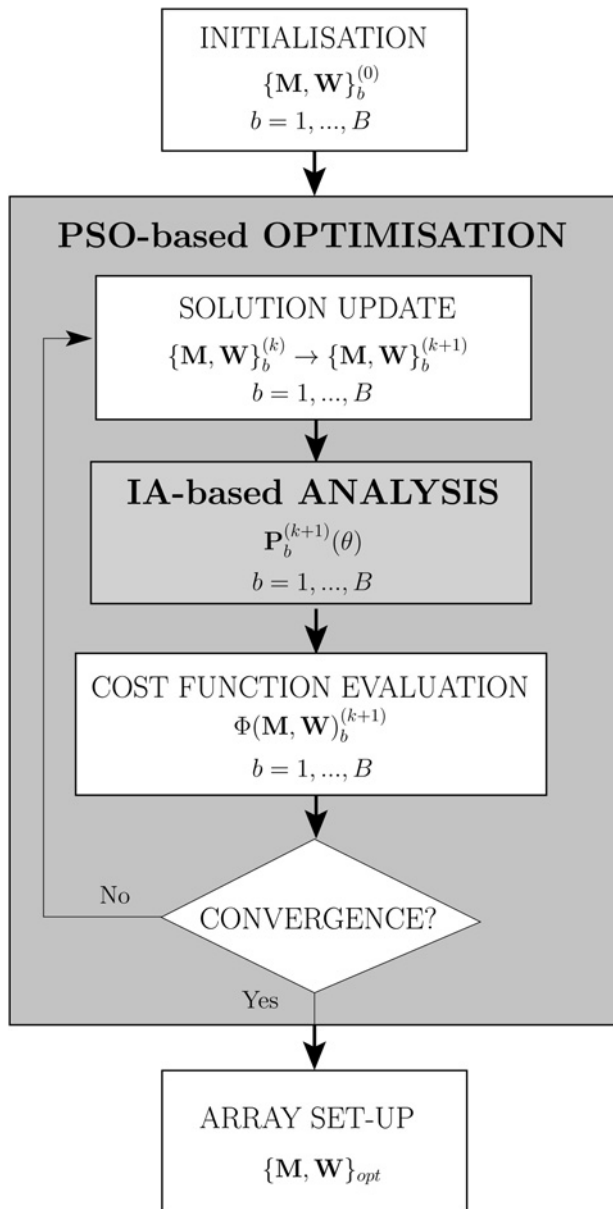 INITIALISATION
{M, W}_b^{(0)}
b = 1, ..., B
PSO-based OPTIMISATION
SOLUTION UPDATE
{M, W}_b^{(k)} → {M, W}_b^{(k+1)}
b = 1, ..., B
IA-based ANALYSIS
P_b^{(k+1)}(θ)
b = 1, ..., B
COST FUNCTION EVALUATION
Φ(M, W)_b^{(k+1)}
b = 1, ..., B
No
CONVERGENCE?
Yes
ARRAY SET-UP
{M, W}_{opt}